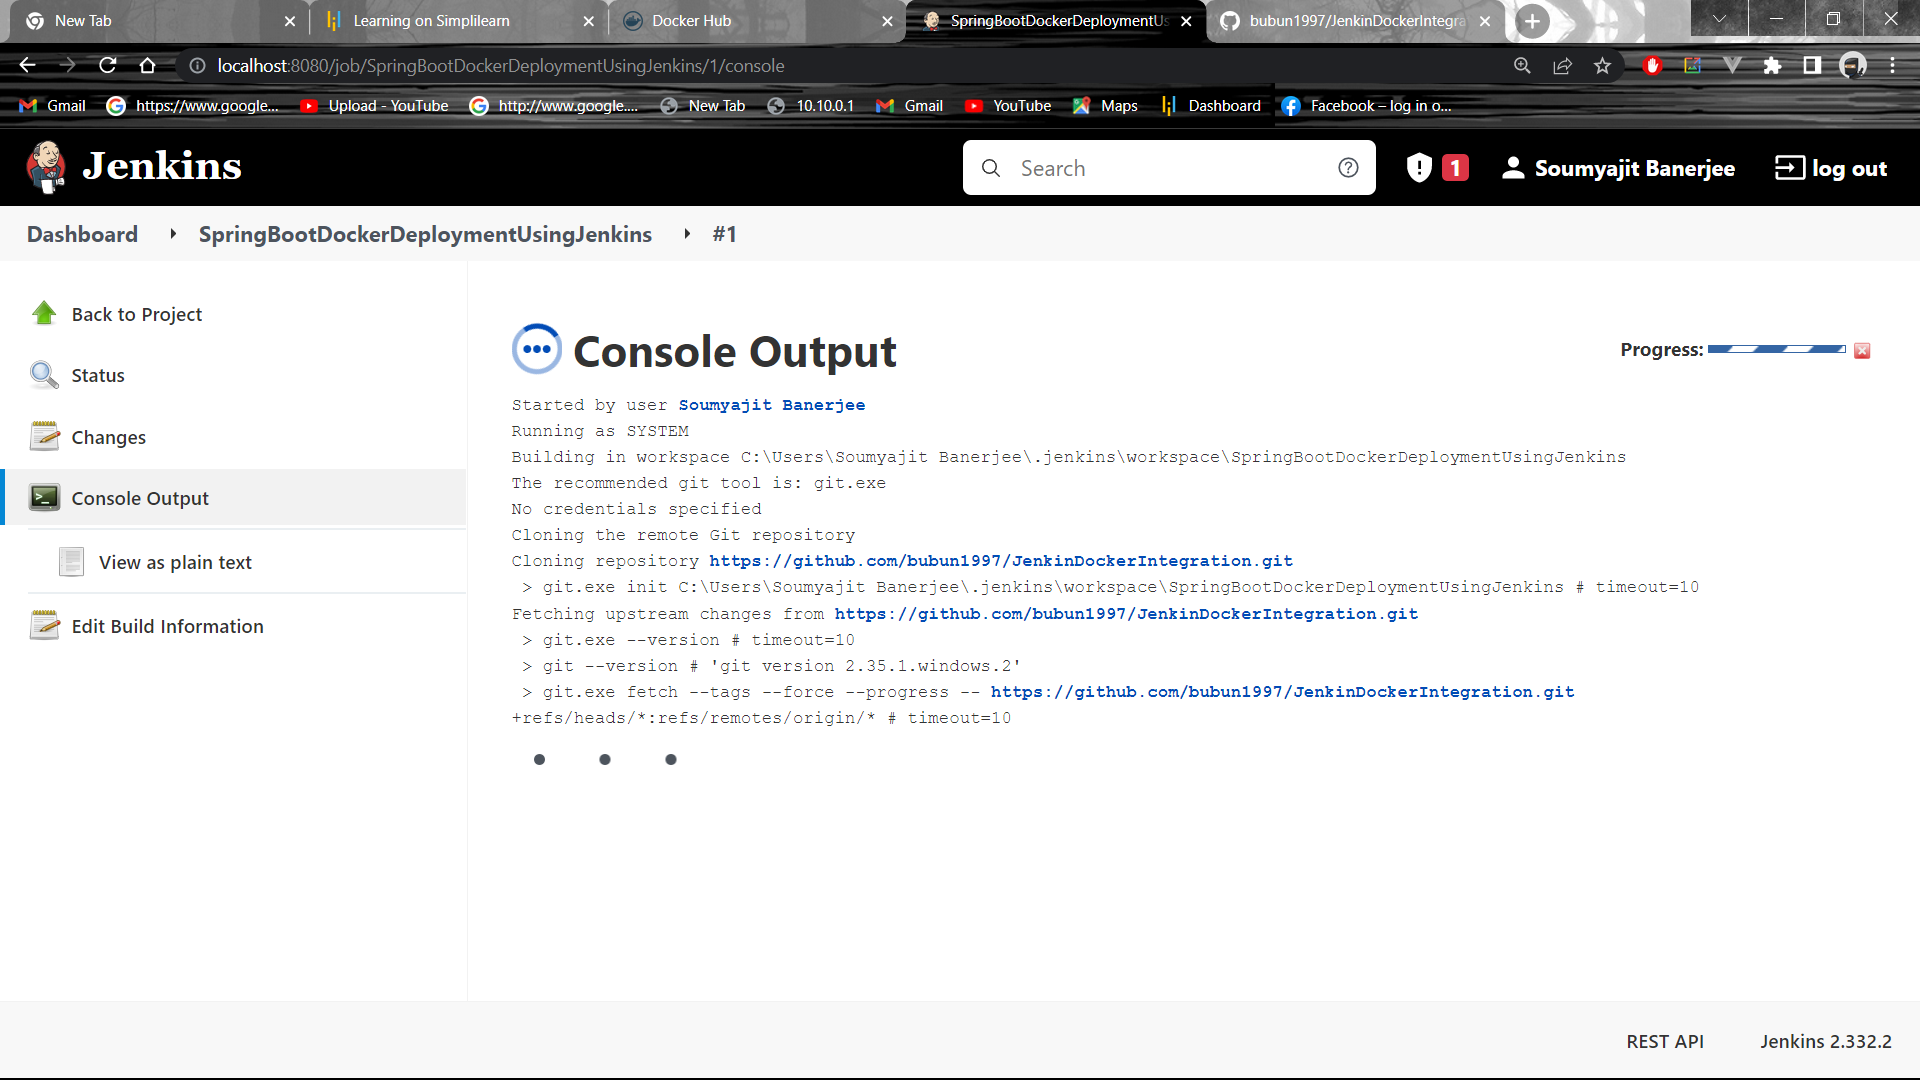 New Tab
Learning on Simplilearn
Docker Hub
SpringBootDockerDeploymentUs
bubun1997/JenkinDockerIntegra
localhost:8080/job/SpringBootDockerDeploymentUsingJenkins/1/console
Gmail
https://www.google...
Upload - YouTube
http://www.google....
New Tab
10.10.0.1
Gmail
YouTube
Maps
Dashboard
Facebook – log in o...
Jenkins
Search
1
Soumyajit Banerjee
log out
Dashboard
SpringBootDockerDeploymentUsingJenkins
#1
Back to Project
Status
Changes
Console Output
View as plain text
Edit Build Information
Console Output
Progress:
Started by user Soumyajit Banerjee
Running as SYSTEM
Building in workspace C:\Users\Soumyajit Banerjee\.jenkins\workspace\SpringBootDockerDeploymentUsingJenkins
The recommended git tool is: git.exe
No credentials specified
Cloning the remote Git repository
Cloning repository https://github.com/bubun1997/JenkinDockerIntegration.git
> git.exe init C:\Users\Soumyajit Banerjee\.jenkins\workspace\SpringBootDockerDeploymentUsingJenkins # timeout=10
Fetching upstream changes from https://github.com/bubun1997/JenkinDockerIntegration.git
> git.exe --version # timeout=10
> git --version # 'git version 2.35.1.windows.2'
> git.exe fetch --tags --force --progress -- https://github.com/bubun1997/JenkinDockerIntegration.git
+refs/heads/*:refs/remotes/origin/* # timeout=10
REST API
Jenkins 2.332.2